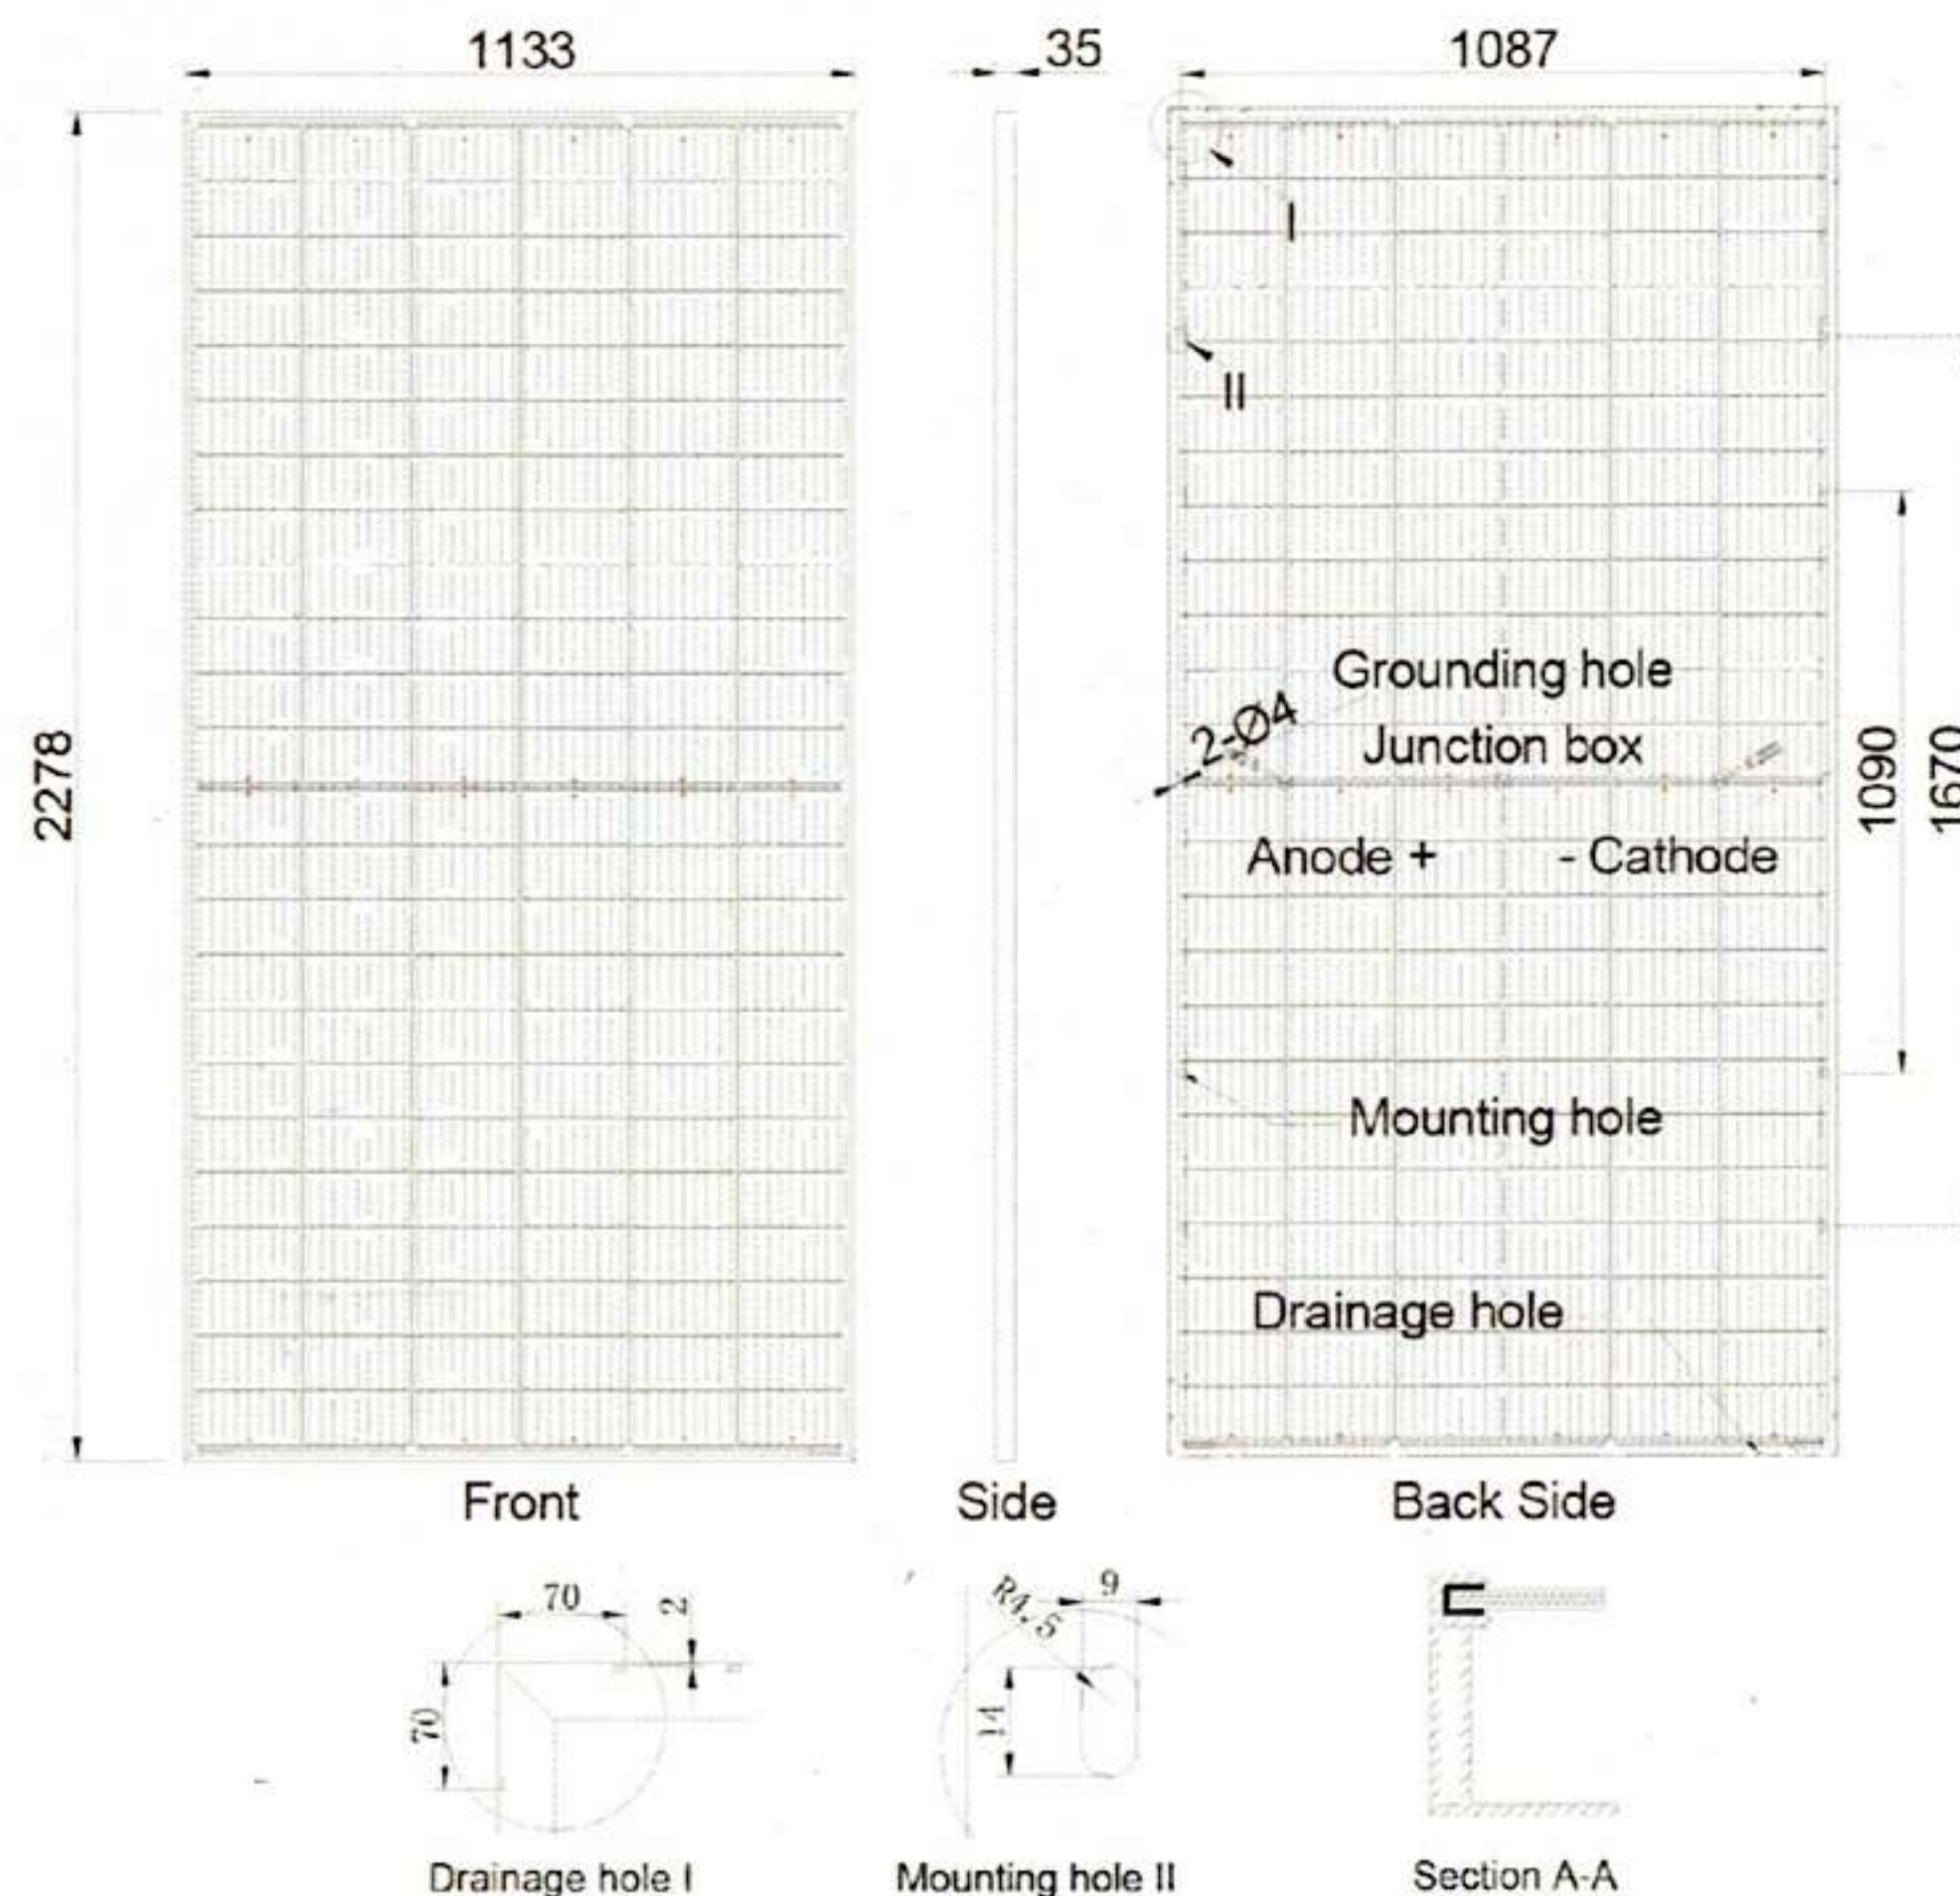 1133
35
1087
I
II
2278
Grounding hole
2-Ø4
Junction box
1090
1670
Anode +
- Cathode
Mounting hole
Drainage hole
Front
Side
Back Side
70
2
70
R4.5
9
14
Drainage hole I
Mounting hole II
Section A-A